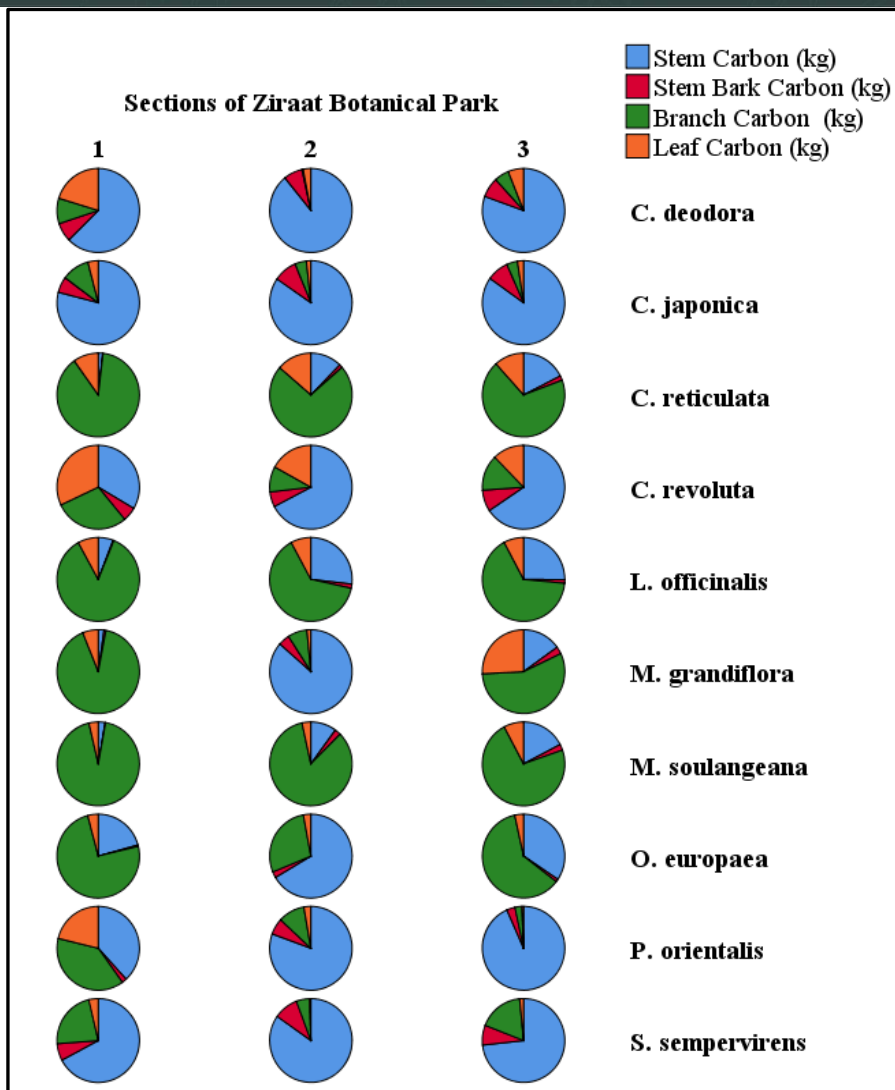 Stem Carbon (kg)
Stem Bark Carbon (kg)
Branch Carbon (kg)
Leaf Carbon (kg)
Sections of Ziraat Botanical Park
1 2 3
C. deodora
C. japonica
C. reticulata
C. revoluta
L. officinalis
M. grandiflora
M. soulangeana
O. europaea
P. orientalis
S. sempervirens